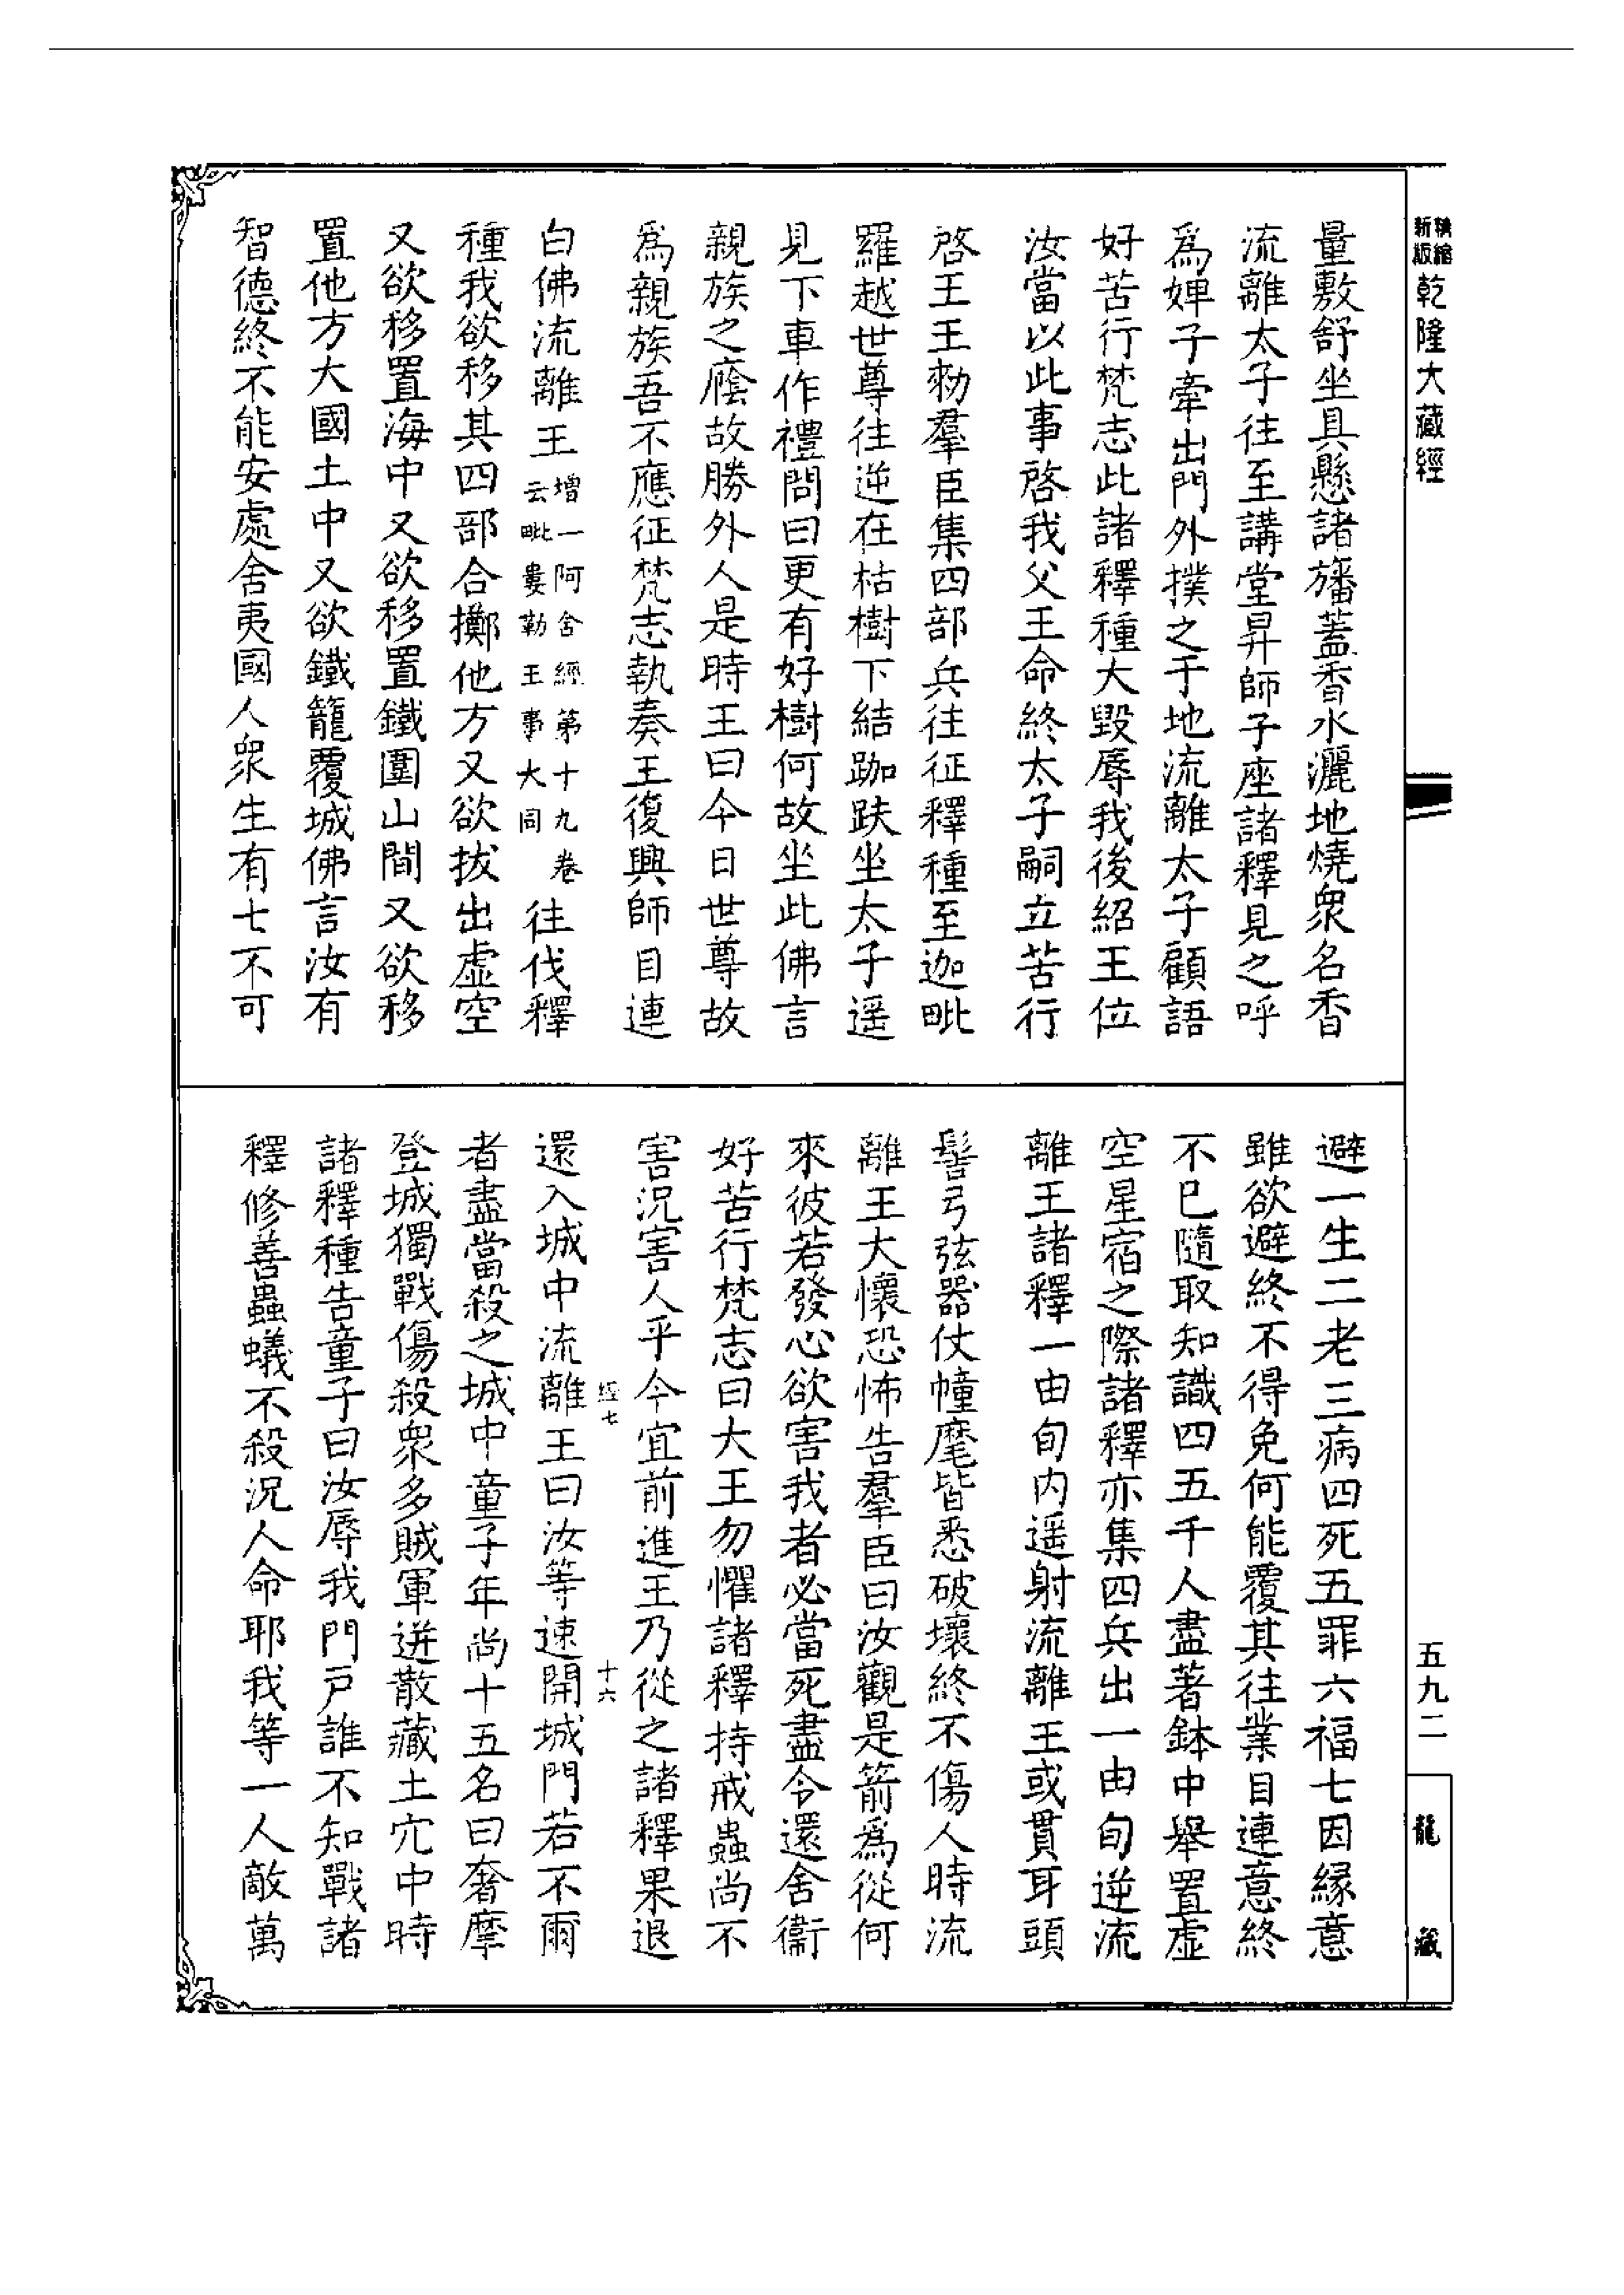 新縮精版
乾隆大藏經
量敷舒坐具懸諸旛蓋香水灑地燒衆名香
流離太子往至講堂昇師子座諸釋見之呼
爲婢子牽出門外撲之于地流離太子顧語
好苦行梵志此諸釋種大毀辱我後紹王位
汝當以此事啓我父王命終太子嗣立苦行
啓王王勑羣臣集四部兵往征釋種至迦毗
羅越世尊往逆在枯樹下結跏趺坐太子遥
見下車作禮問曰更有好樹何故坐此佛言
親族之廕故勝外人是時王曰今日世尊故
爲親族吾不應征梵志執奏王復興師目連
白佛流離王增一阿含經第十九卷云毗婁勒王事大同往伐釋
種我欲移其四部合擲他方又欲拔出虛空
又欲移置海中又欲移置鐵圍山間又欲移
置他方大國土中又欲鐵籠覆城佛言汝有
智德終不能安處舍夷國人衆生有七不可
避一生二老三病四死五罪六福七因緣意
雖欲避終不得免何能覆其往業目連意終
不已隨取知識四五千人盡著鉢中舉置虛
空星宿之際諸釋亦集四兵出一由旬逆流
離王諸釋一由旬内遥射流離王或貫耳頭
髻弓弦器仗幢麾皆悉破壞終不傷人時流
離王大懷恐怖告羣臣曰汝觀是箭爲從何
來彼若發心欲害我者必當死盡令還舍衞
好苦行梵志曰大王勿懼諸釋持戒蟲尚不
害況害人乎今宜前進王乃從之諸釋果退
經七 十六
還入城中流離王曰汝等速開城門若不爾
者盡當殺之城中童子年尚十五名曰奢摩
登城獨戰傷殺衆多賊軍迸散藏土穴中時
諸釋種告童子曰汝辱我門戸誰不知戰諸
釋修善蟲蟻不殺況人命耶我等一人敵萬
五九二
龍藏